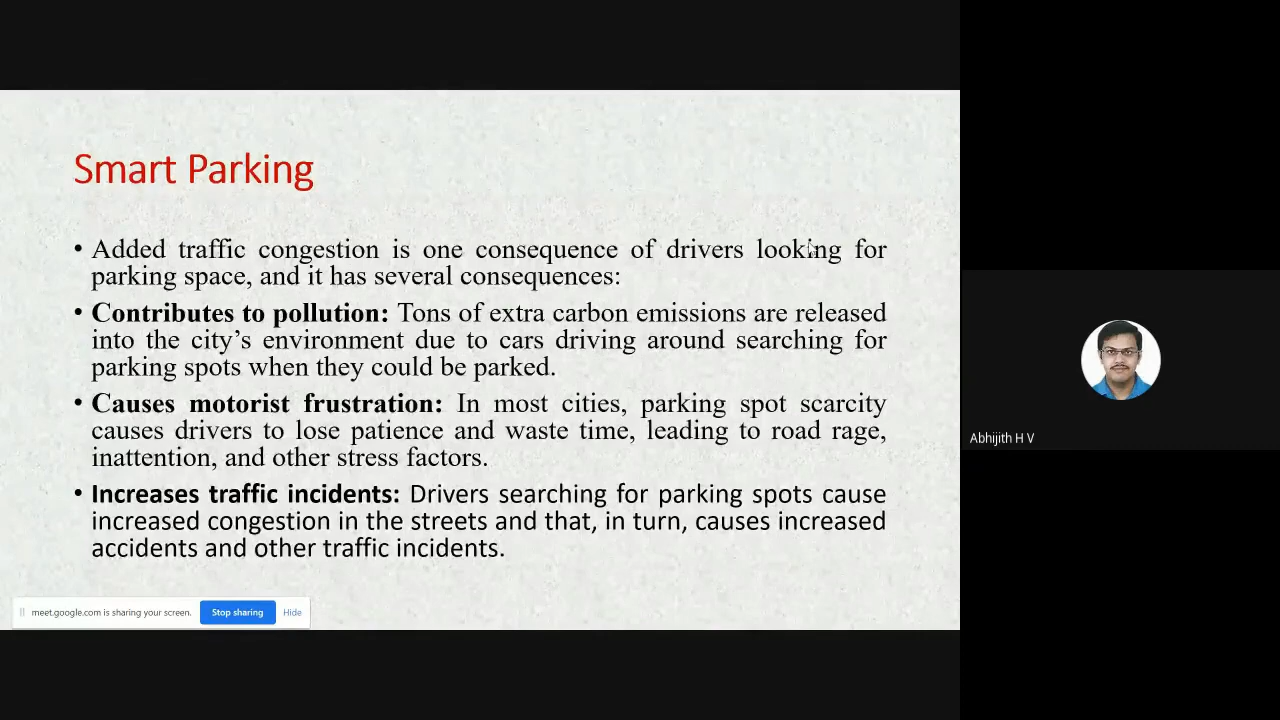 Smart Parking
• Added traffic congestion is one consequence of drivers looking for
parking space, and it has several consequences:
• Contributes to pollution: Tons of extra carbon emissions are released
into the city’s environment due to cars driving around searching for
parking spots when they could be parked.
• Causes motorist frustration: In most cities, parking spot scarcity
causes drivers to lose patience and waste time, leading to road rage,
inattention, and other stress factors.
• Increases traffic incidents: Drivers searching for parking spots cause
increased congestion in the streets and that, in turn, causes increased
accidents and other traffic incidents.
meet.google.com is sharing your screen. Stop sharing Hide
Abhijith H V